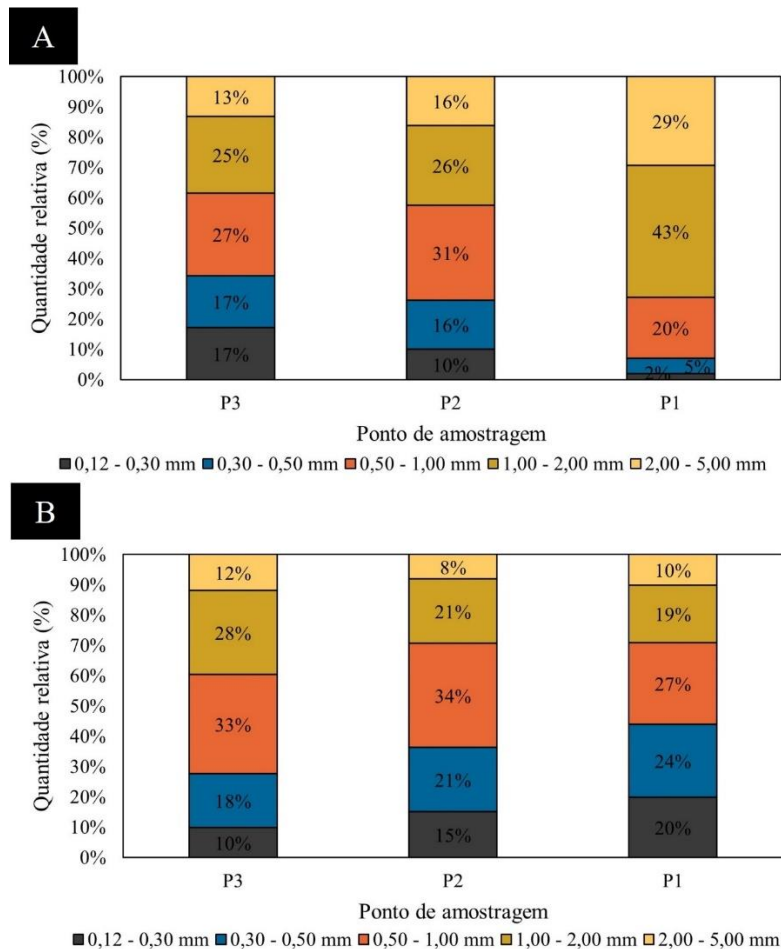 A
Quantidade relativa (%)
100%
90%
80%
70%
60%
50%
40%
30%
20%
10%
0%
13% 16% 29%
25% 26% 43%
27% 31% 20%
17% 16% 5%
17% 10% 2%
P3 P2 P1
Ponto de amostragem
0,12 - 0,30 mm 0,30 - 0,50 mm 0,50 - 1,00 mm 1,00 - 2,00 mm 2,00 - 5,00 mm
B
Quantidade relativa (%)
100%
90%
80%
70%
60%
50%
40%
30%
20%
10%
0%
12% 8% 10%
28% 21% 19%
33% 34% 27%
18% 21% 24%
10% 15% 20%
P3 P2 P1
Ponto de amostragem
0,12 - 0,30 mm 0,30 - 0,50 mm 0,50 - 1,00 mm 1,00 - 2,00 mm 2,00 - 5,00 mm